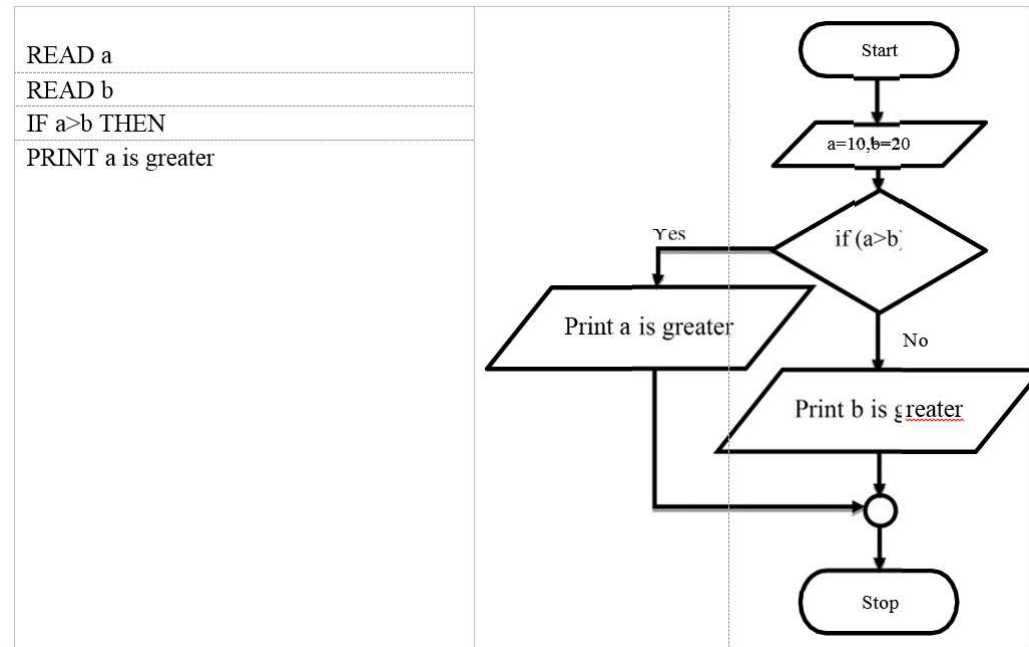 READ a
READ b
IF a>b THEN
PRINT a is greater
Start
a=10,b=20
if (a>b)
Yes
Print a is greater
No
Print b is greater
Stop